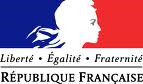 Liberté • Égalité • Fraternité
RÉPUBLIQUE FRANÇAISE